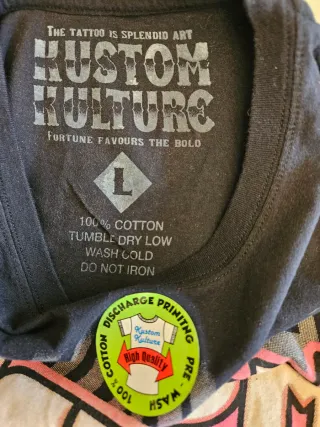 THE TATTOO IS SPLENDID ART
KUSTOM
KULTURE
FORTUNE FAVOURS THE BOLD
L
100% COTTON
TUMBLE DRY LOW
WASH COLD
DO NOT IRON
100% COTTON DISCHARGE PRINITNG PRE-WASH
Kustom
Kulture
High Quality